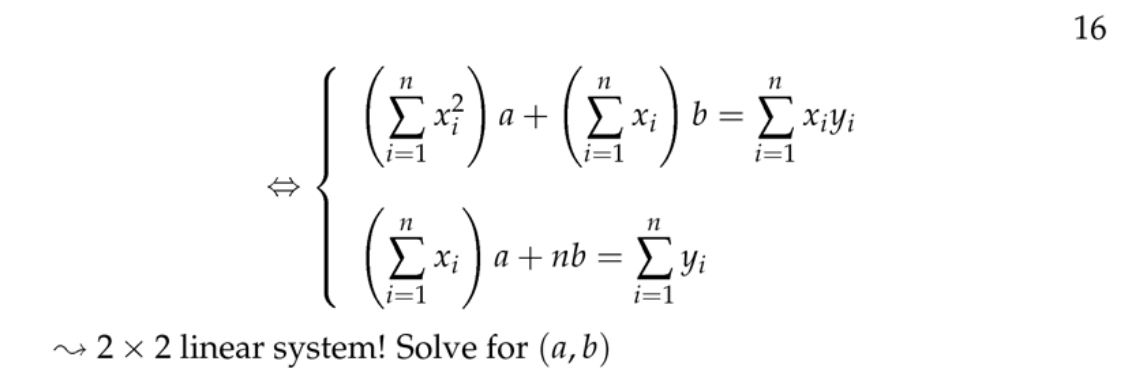 16
⇔ { (∑_{i=1}^{n} x_i^2) a + (∑_{i=1}^{n} x_i) b = ∑_{i=1}^{n} x_i y_i
(∑_{i=1}^{n} x_i) a + nb = ∑_{i=1}^{n} y_i
⇝ 2 × 2 linear system! Solve for (a, b)